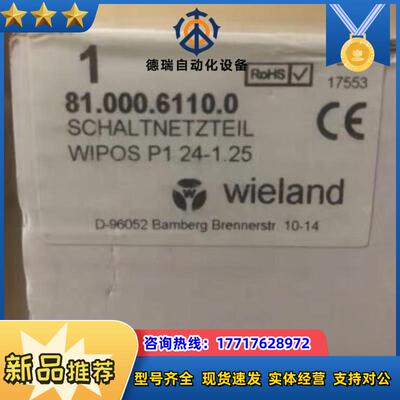 德瑞自动化设备
1
RoHS
17553
81.000.6110.0
SCHALTNETZTEIL
WIPOS P1 24-1.25
CE
wieland
D-96052 Bamberg Brennerstr. 10-14
咨询热线：17717628972
新品推荐
型号齐全 现货速发 实体经营 支持对公